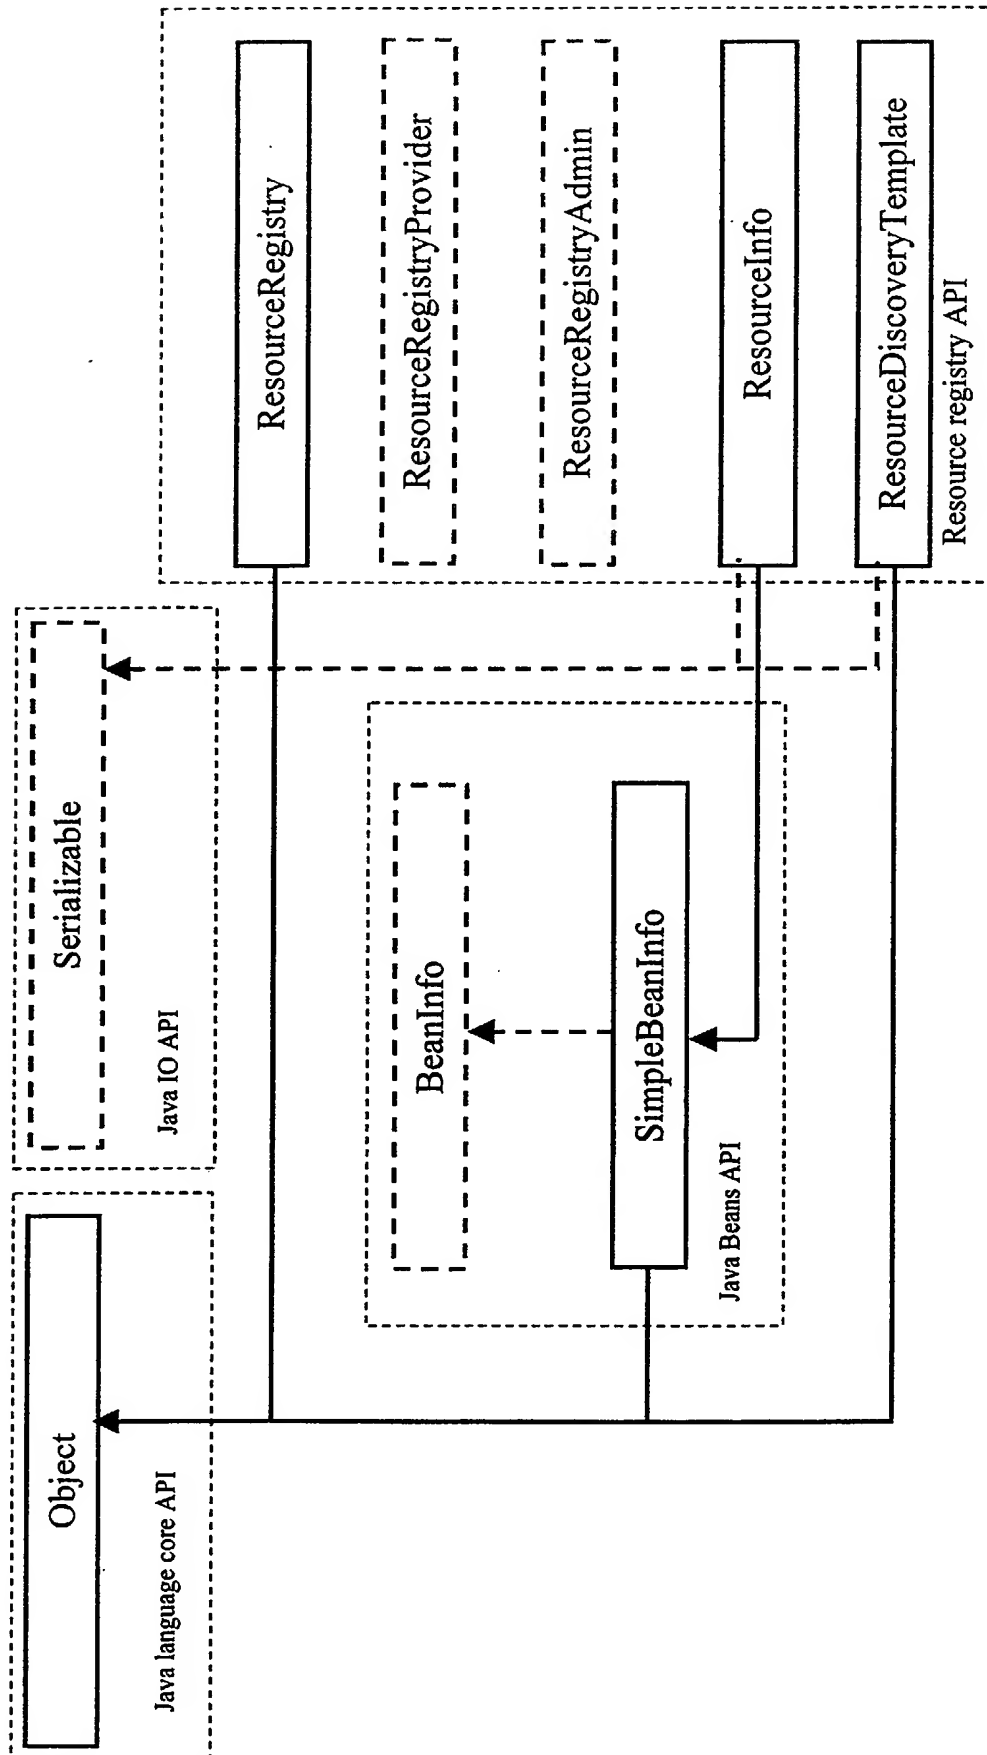 Object
Java language core API
Serializable
Java IO API
BeanInfo
SimpleBeanInfo
Java Beans API
ResourceRegistry
ResourceRegistryProvider
ResourceRegistryAdmin
ResourceInfo
ResourceDiscoveryTemplate
Resource registry API